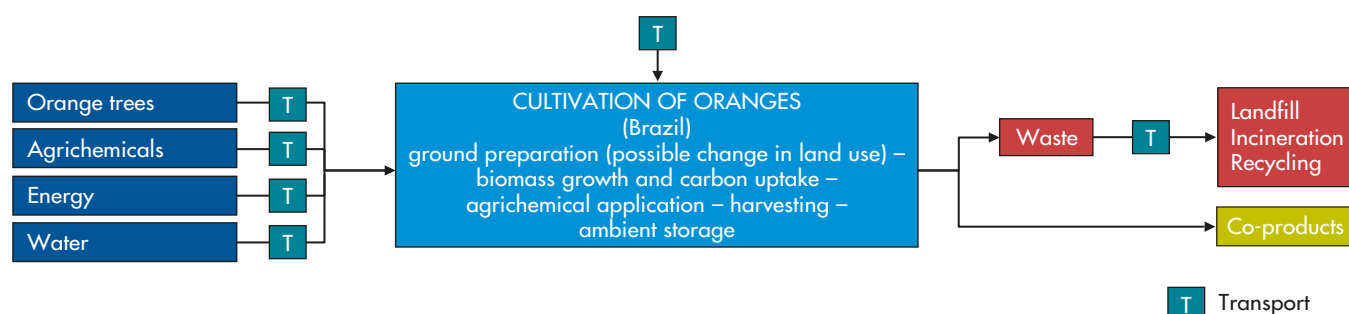 T
Orange trees
T
Agrichemicals
T
Energy
T
Water
T
CULTIVATION OF ORANGES
(Brazil)
ground preparation (possible change in land use) –
biomass growth and carbon uptake –
agrichemical application – harvesting –
ambient storage
Waste
T
Landfill
Incineration
Recycling
Co-products
T Transport